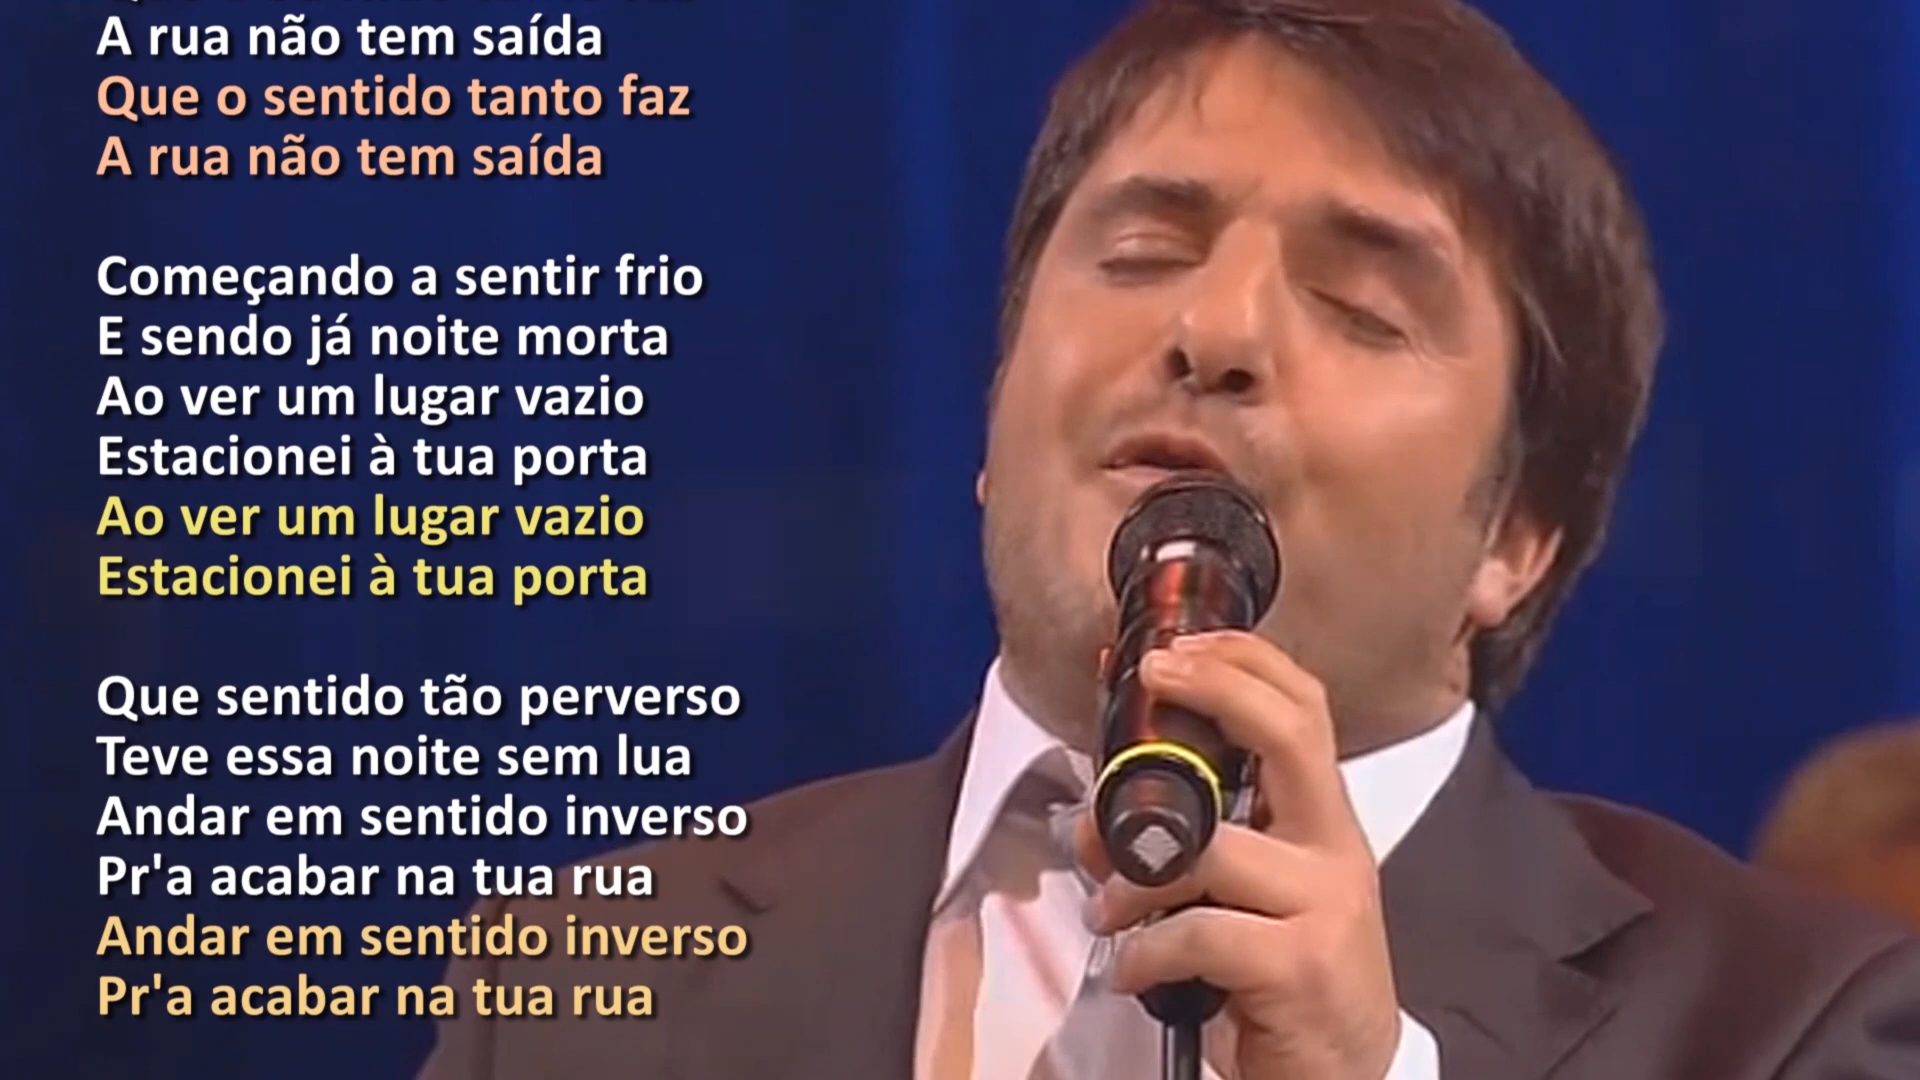 A rua não tem saída
Que o sentido tanto faz
A rua não tem saída
Começando a sentir frio
E sendo já noite morta
Ao ver um lugar vazio
Estacionei à tua porta
Ao ver um lugar vazio
Estacionei à tua porta
Que sentido tão perverso
Teve essa noite sem lua
Andar em sentido inverso
Pr'a acabar na tua rua
Andar em sentido inverso
Pr'a acabar na tua rua